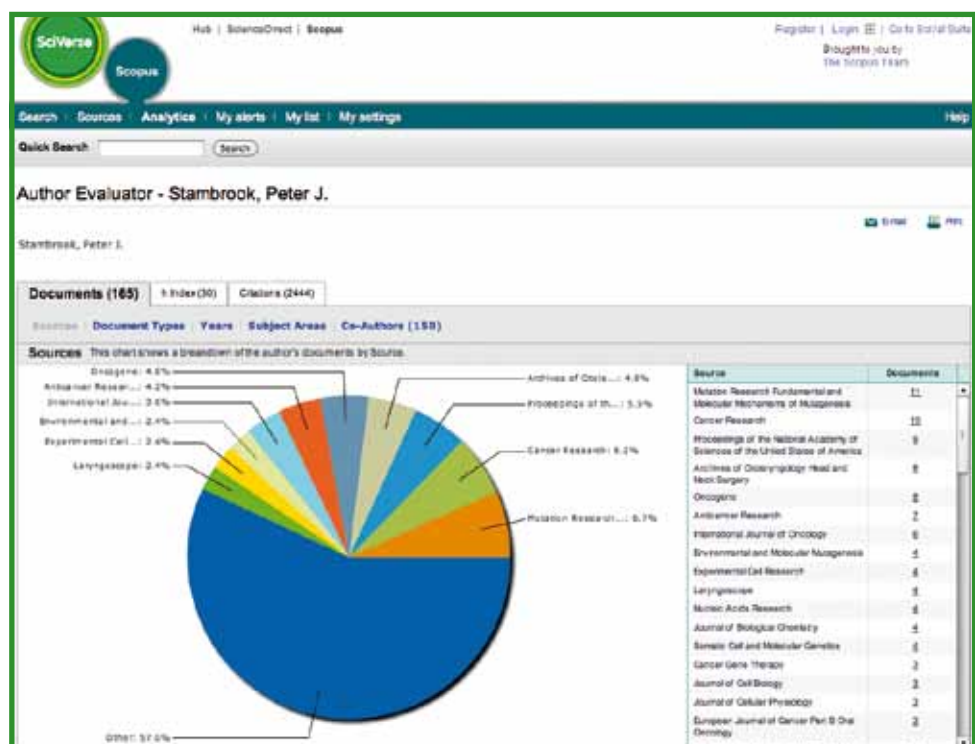 SciVerse
Scopus
Hub | ScienceDirect | Scopus
Register | Login | Go to SciVal Suite
Brought to you by
The Scopus Team
Search Sources Analytics My alerts My list My settings
Help
Quick Search
Search
Author Evaluator - Stambrook, Peter J.
E-mail Print
Stambrook, Peter J.
Documents (165) h Index(30) Citations (2444)
Sources Document Types Years Subject Areas Co-Authors (150)
Sources This chart shows a breakdown of the author's documents by Source.
Oncogene: 4.8%
Anticancer Resear...: 4.2%
International Jou...: 3.6%
Environmental and...: 2.4%
Experimental Cell...: 2.4%
Laryngoscope: 2.4%
Other: 57.0%
Archives of Otola...: 4.8%
Proceedings of th...: 5.5%
Cancer Research: 6.1%
Mutation Research...: 6.7%
Source Documents
Mutation Research Fundamental and
Molecular Mechanisms of Mutagenesis 11
Cancer Research 10
Proceedings of the National Academy of
Sciences of the United States of America 9
Archives of Otolaryngology Head and
Neck Surgery 8
Oncogene 8
Anticancer Research 7
International Journal of Oncology 6
Environmental and Molecular Mutagenesis 4
Experimental Cell Research 4
Laryngoscope 4
Nucleic Acids Research 4
Journal of Biological Chemistry 4
Somatic Cell and Molecular Genetics 4
Cancer Gene Therapy 3
Journal of Cell Biology 3
Journal of Cellular Physiology 3
European Journal of Cancer Part B Oral
Oncology 3